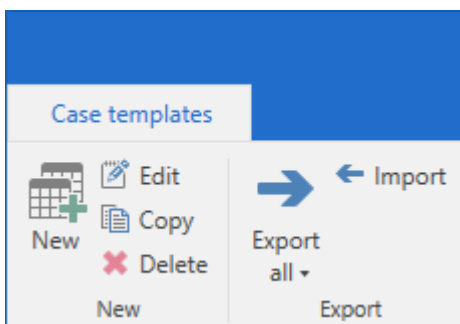 Case templates
New
Edit
Copy
Delete
New
Export
all
Import
Export